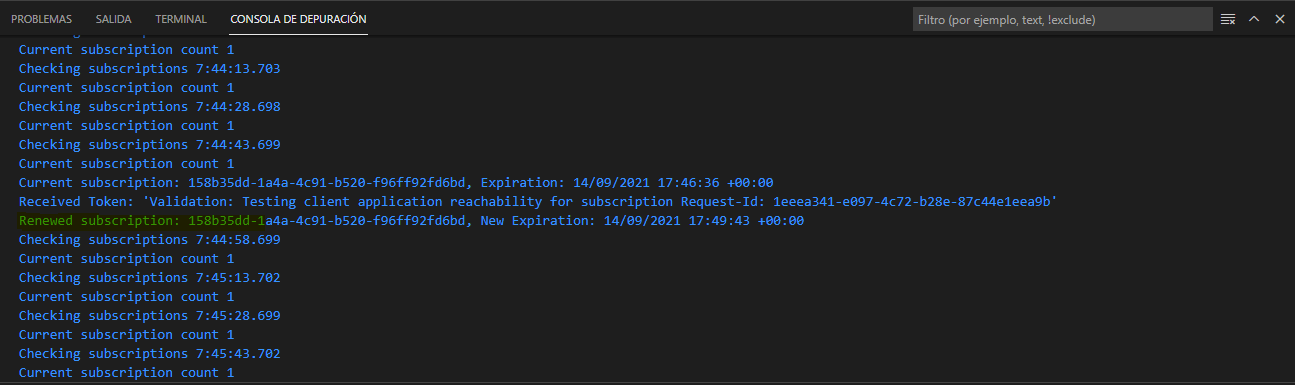 PROBLEMAS SALIDA TERMINAL CONSOLA DE DEPURACIÓN Filtro (por ejemplo, text, !exclude)
Current subscription count 1
Checking subscriptions 7:44:13.703
Current subscription count 1
Checking subscriptions 7:44:28.698
Current subscription count 1
Checking subscriptions 7:44:43.699
Current subscription count 1
Current subscription: 158b35dd-1a4a-4c91-b520-f96ff92fd6bd, Expiration: 14/09/2021 17:46:36 +00:00
Received Token: 'Validation: Testing client application reachability for subscription Request-Id: 1eeea341-e097-4c72-b28e-87c44e1eea9b'
Renewed subscription: 158b35dd-1a4a-4c91-b520-f96ff92fd6bd, New Expiration: 14/09/2021 17:49:43 +00:00
Checking subscriptions 7:44:58.699
Current subscription count 1
Checking subscriptions 7:45:13.702
Current subscription count 1
Checking subscriptions 7:45:28.699
Current subscription count 1
Checking subscriptions 7:45:43.702
Current subscription count 1